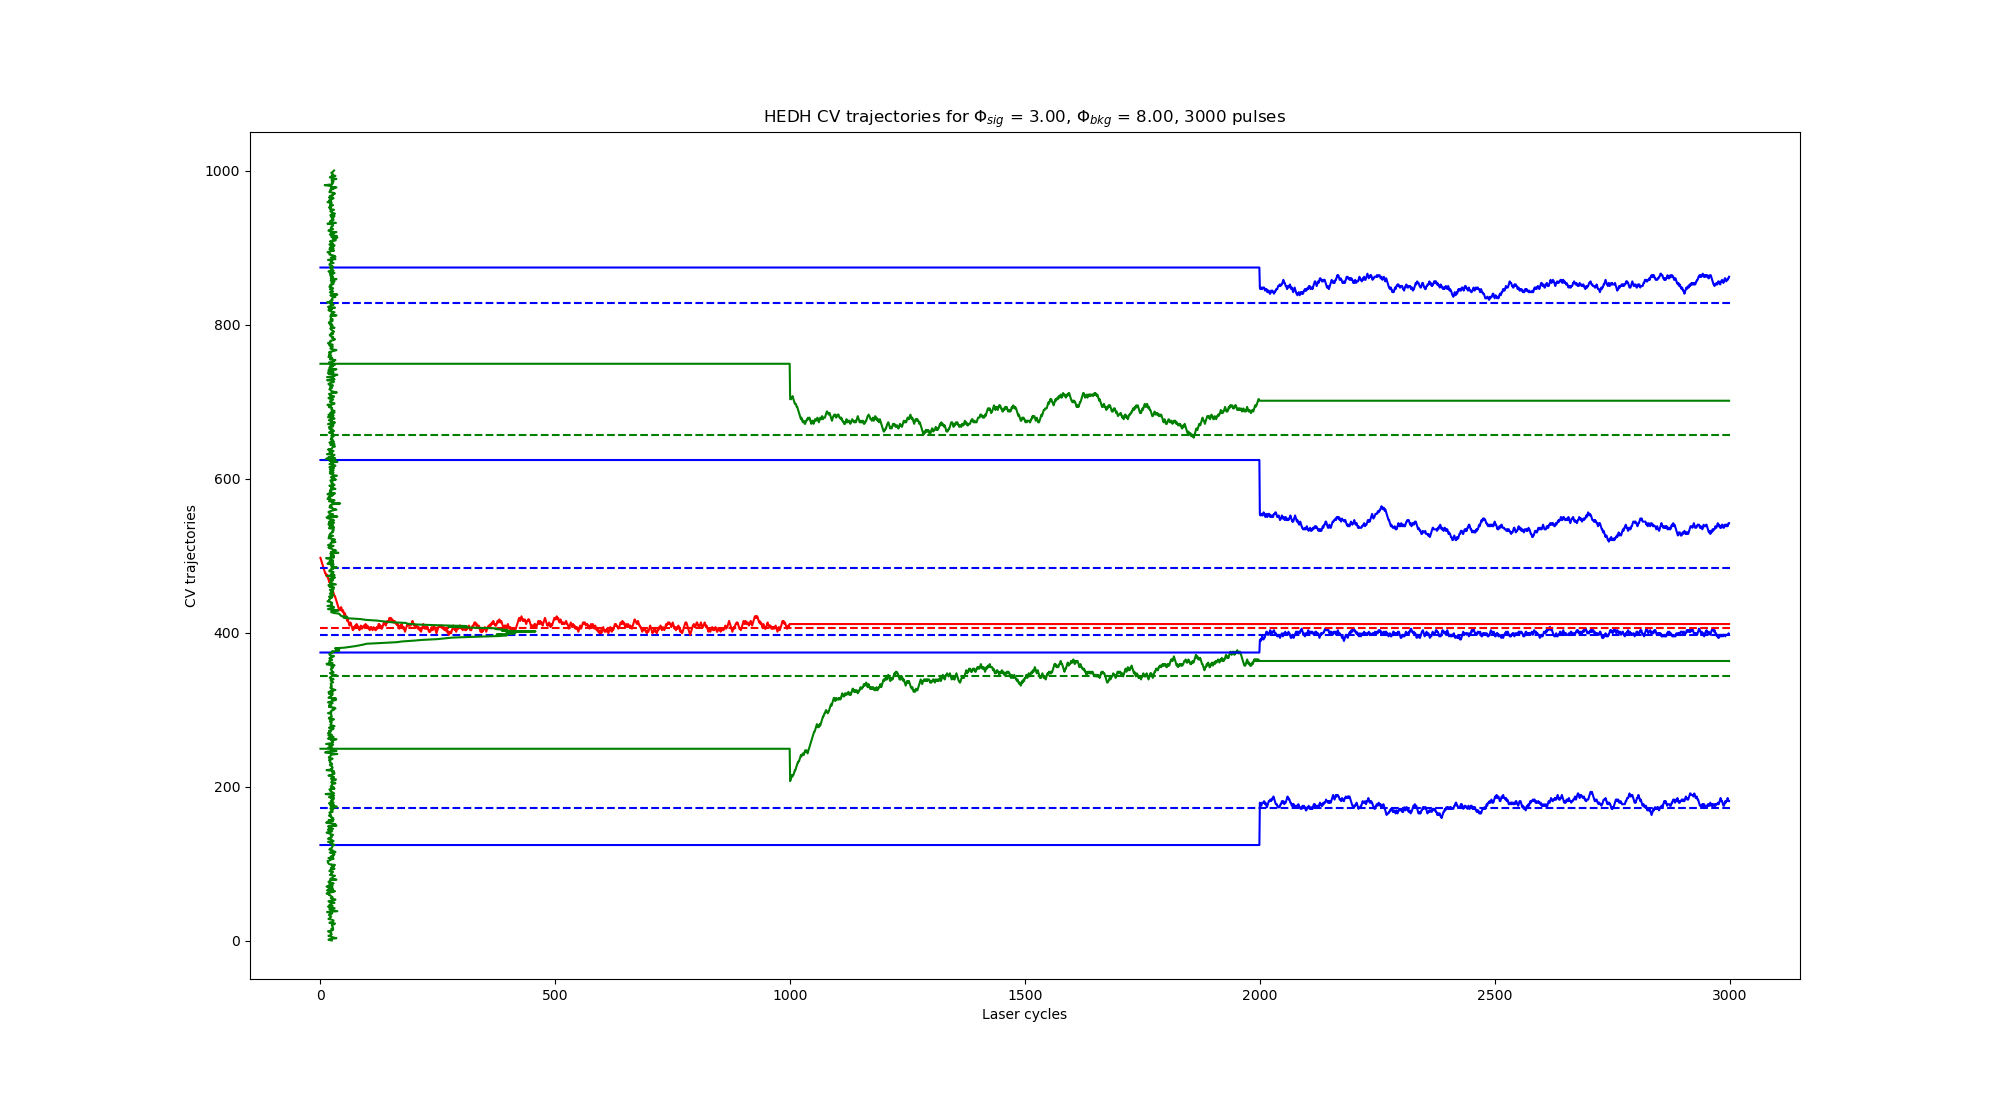 HEDH CV trajectories for Φsig = 3.00, Φbkg = 8.00, 3000 pulses
CV trajectories
1000
800
600
400
200
0
0 500 1000 1500 2000 2500 3000
Laser cycles